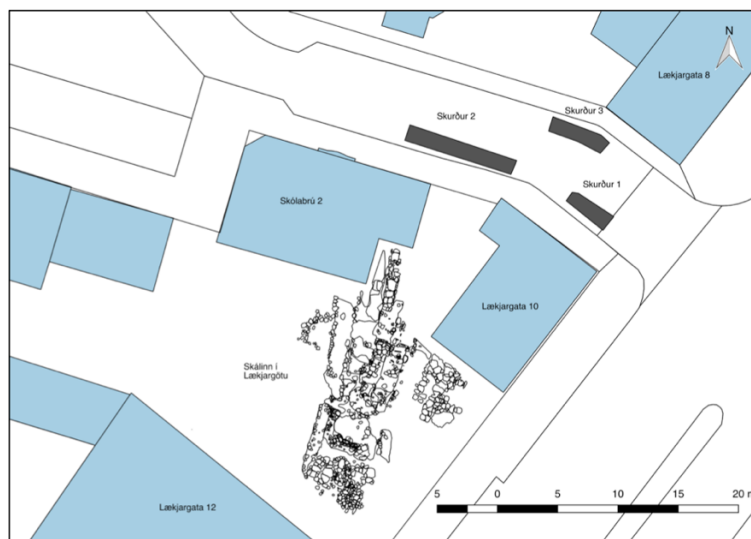 N
Lækjargata 8
Skurður 3
Skurður 2
Skurður 1
Skólabrú 2
Lækjargata 10
Skálinn í
Lækjargötu
Lækjargata 12
5 0 5 10 15 20 m